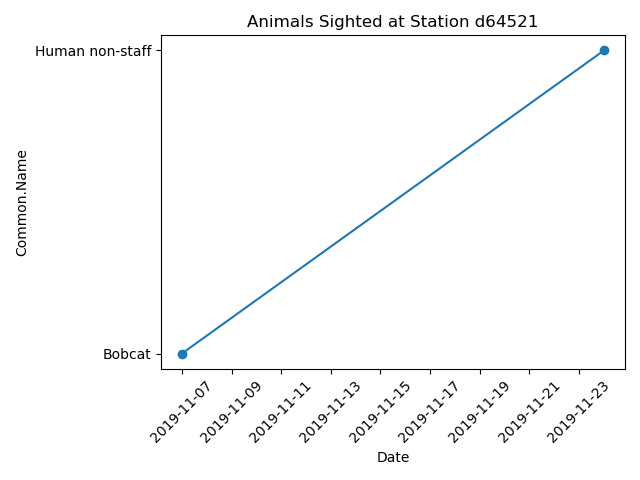 Animals Sighted at Station d64521
Human non-staff
Common.Name
Bobcat
2019-11-07
2019-11-09
2019-11-11
2019-11-13
2019-11-15
2019-11-17
2019-11-19
2019-11-21
2019-11-23
Date